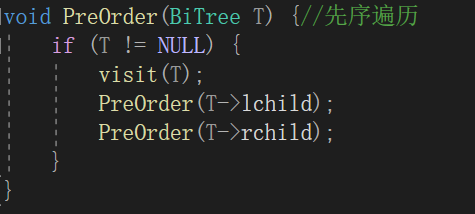 void PreOrder(BiTree T) {//先序遍历
    if (T != NULL) {
        visit(T);
        PreOrder(T->lchild);
        PreOrder(T->rchild);
    }
}